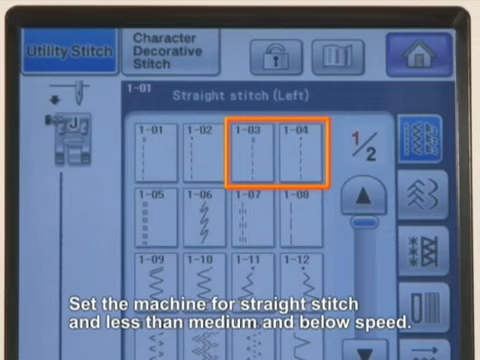 Utility Stitch
Character
Decorative
Stitch
1-01
Straight stitch (Left)
J
1-01
1-02
1-03
1-04
1/2
1-05
1-06
1-07
1-08
1-09
1-10
1-11
1-12
Set the machine for straight stitch
and less than medium and below speed.